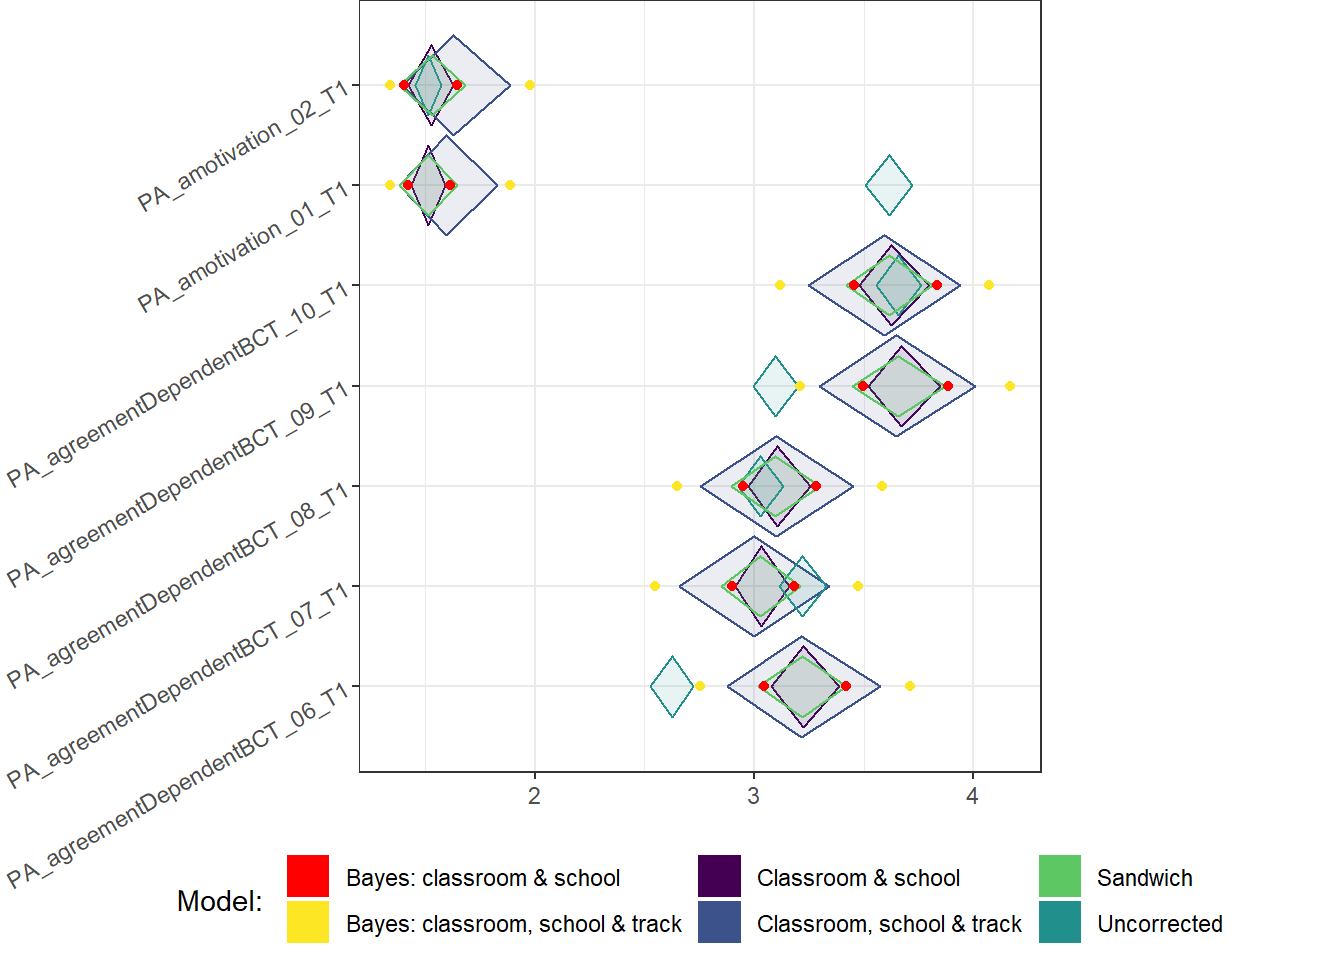 PA_amotivation_02_T1
PA_amotivation_01_T1
PA_agreementDependentBCT_10_T1
PA_agreementDependentBCT_09_T1
PA_agreementDependentBCT_08_T1
PA_agreementDependentBCT_07_T1
PA_agreementDependentBCT_06_T1
2 3 4
Model:
Bayes: classroom & school Classroom & school Sandwich
Bayes: classroom, school & track Classroom, school & track Uncorrected